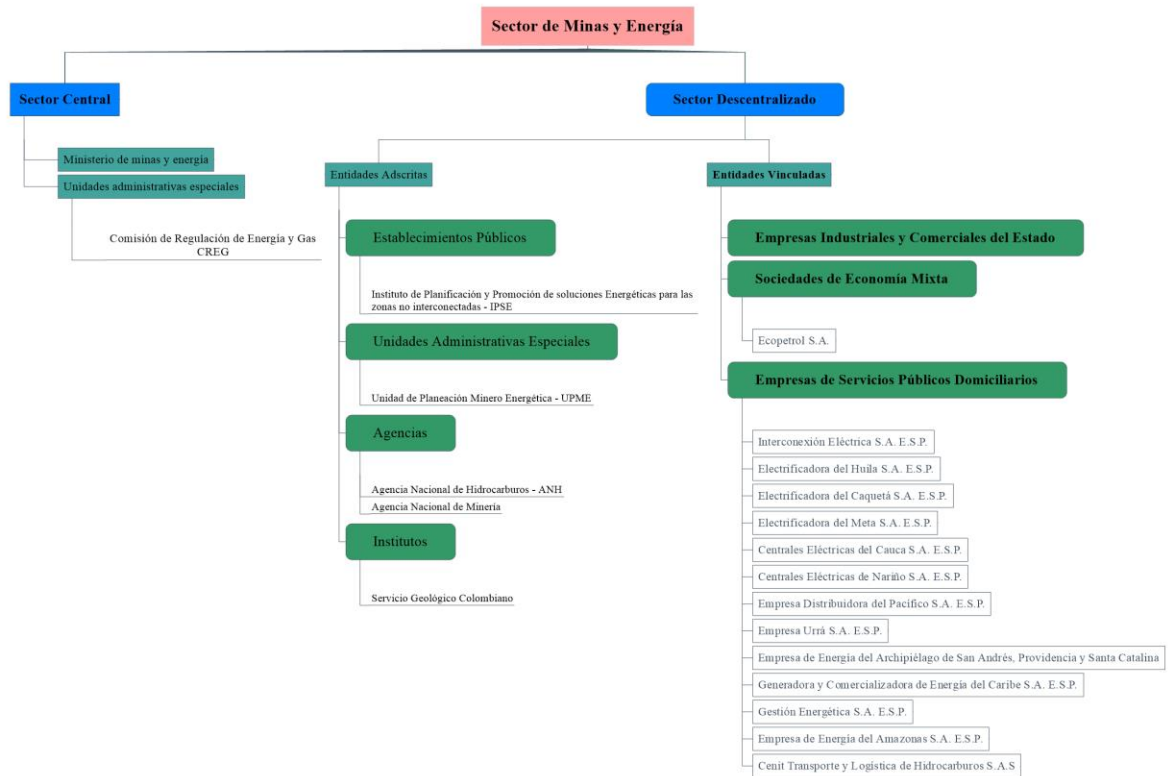 Sector de Minas y Energía
Sector Central
Ministerio de minas y energía
Unidades administrativas especiales
Comisión de Regulación de Energía y Gas
CREG
Sector Descentralizado
Entidades Adscritas
Establecimientos Públicos
Instituto de Planificación y Promoción de soluciones Energéticas para las
zonas no interconectadas - IPSE
Unidades Administrativas Especiales
Unidad de Planeación Minero Energética - UPME
Agencias
Agencia Nacional de Hidrocarburos - ANH
Agencia Nacional de Minería
Institutos
Servicio Geológico Colombiano
Entidades Vinculadas
Empresas Industriales y Comerciales del Estado
Sociedades de Economía Mixta
Ecopetrol S.A.
Empresas de Servicios Públicos Domiciliarios
Interconexión Eléctrica S.A. E.S.P.
Electrificadora del Huila S.A. E.S.P.
Electrificadora del Caquetá S.A. E.S.P.
Electrificadora del Meta S.A. E.S.P.
Centrales Eléctricas del Cauca S.A. E.S.P.
Centrales Eléctricas de Nariño S.A. E.S.P.
Empresa Distribuidora del Pacífico S.A. E.S.P.
Empresa Urrá S.A. E.S.P.
Empresa de Energía del Archipiélago de San Andrés, Providencia y Santa Catalina
Generadora y Comercializadora de Energía del Caribe S.A. E.S.P.
Gestión Energética S.A. E.S.P.
Empresa de Energía del Amazonas S.A. E.S.P.
Cenit Transporte y Logística de Hidrocarburos S.A.S